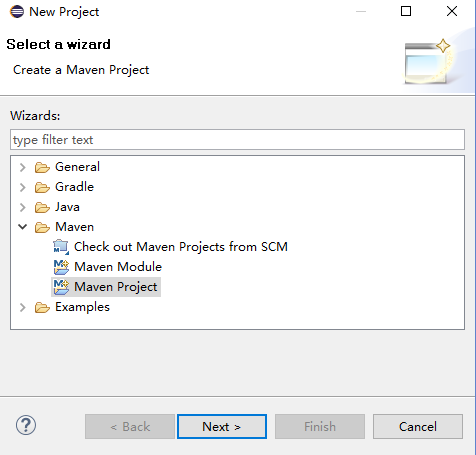 New Project
Select a wizard
Create a Maven Project
Wizards:
type filter text
General
Gradle
Java
Maven
Check out Maven Projects from SCM
Maven Module
Maven Project
Examples
? < Back Next > Finish Cancel